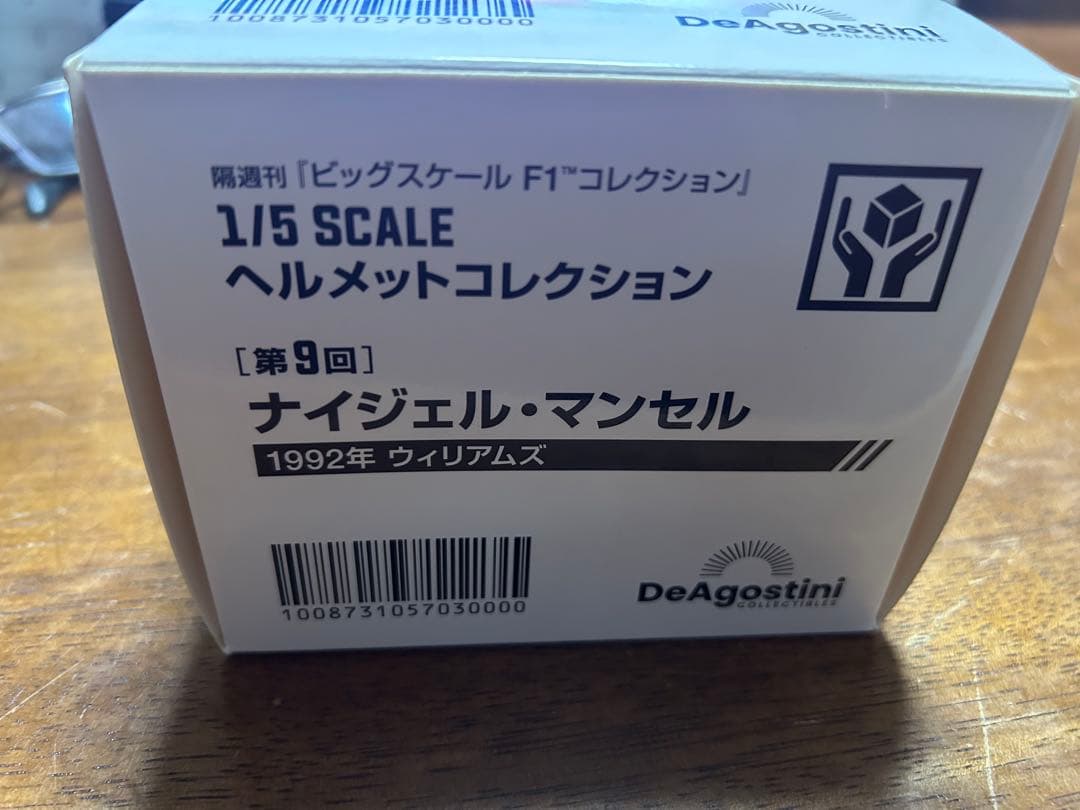 1008731057030000
DeAgostini
COLLECTIBLES
隔週刊『ビッグスケール F1™コレクション』
1/5 SCALE
ヘルメットコレクション
[第9回]
ナイジェル・マンセル
1992年 ウィリアムズ
1008731057030000
DeAgostini
COLLECTIBLES